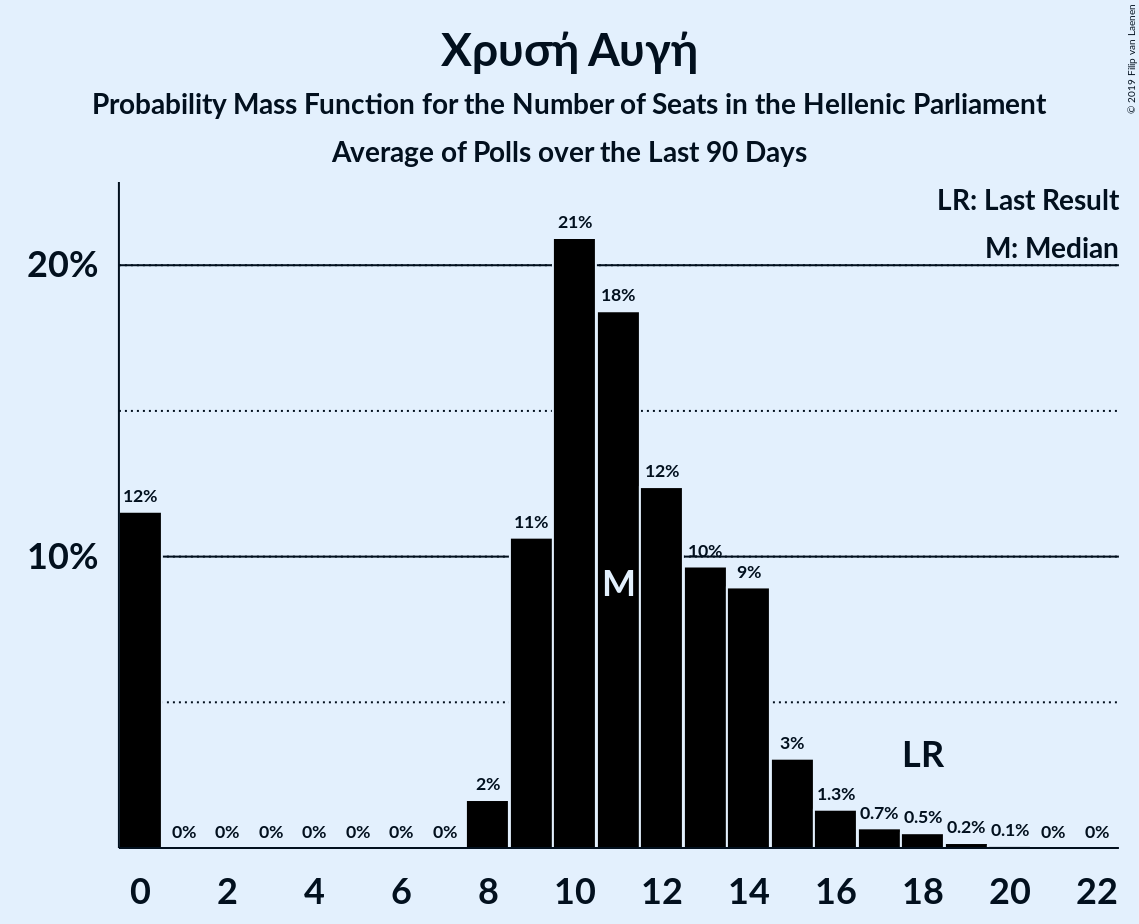 Χρυσή Αυγή
Probability Mass Function for the Number of Seats in the Hellenic Parliament
Average of Polls over the Last 90 Days
© 2019 Filip van Laenen
LR: Last Result
M: Median
20%
10%
12%
0%
0%
0%
0%
0%
0%
0%
2%
11%
21%
18%
12%
10%
9%
3%
1.3%
0.7%
0.5%
0.2%
0.1%
0%
0%
M
LR
0 2 4 6 8 10 12 14 16 18 20 22